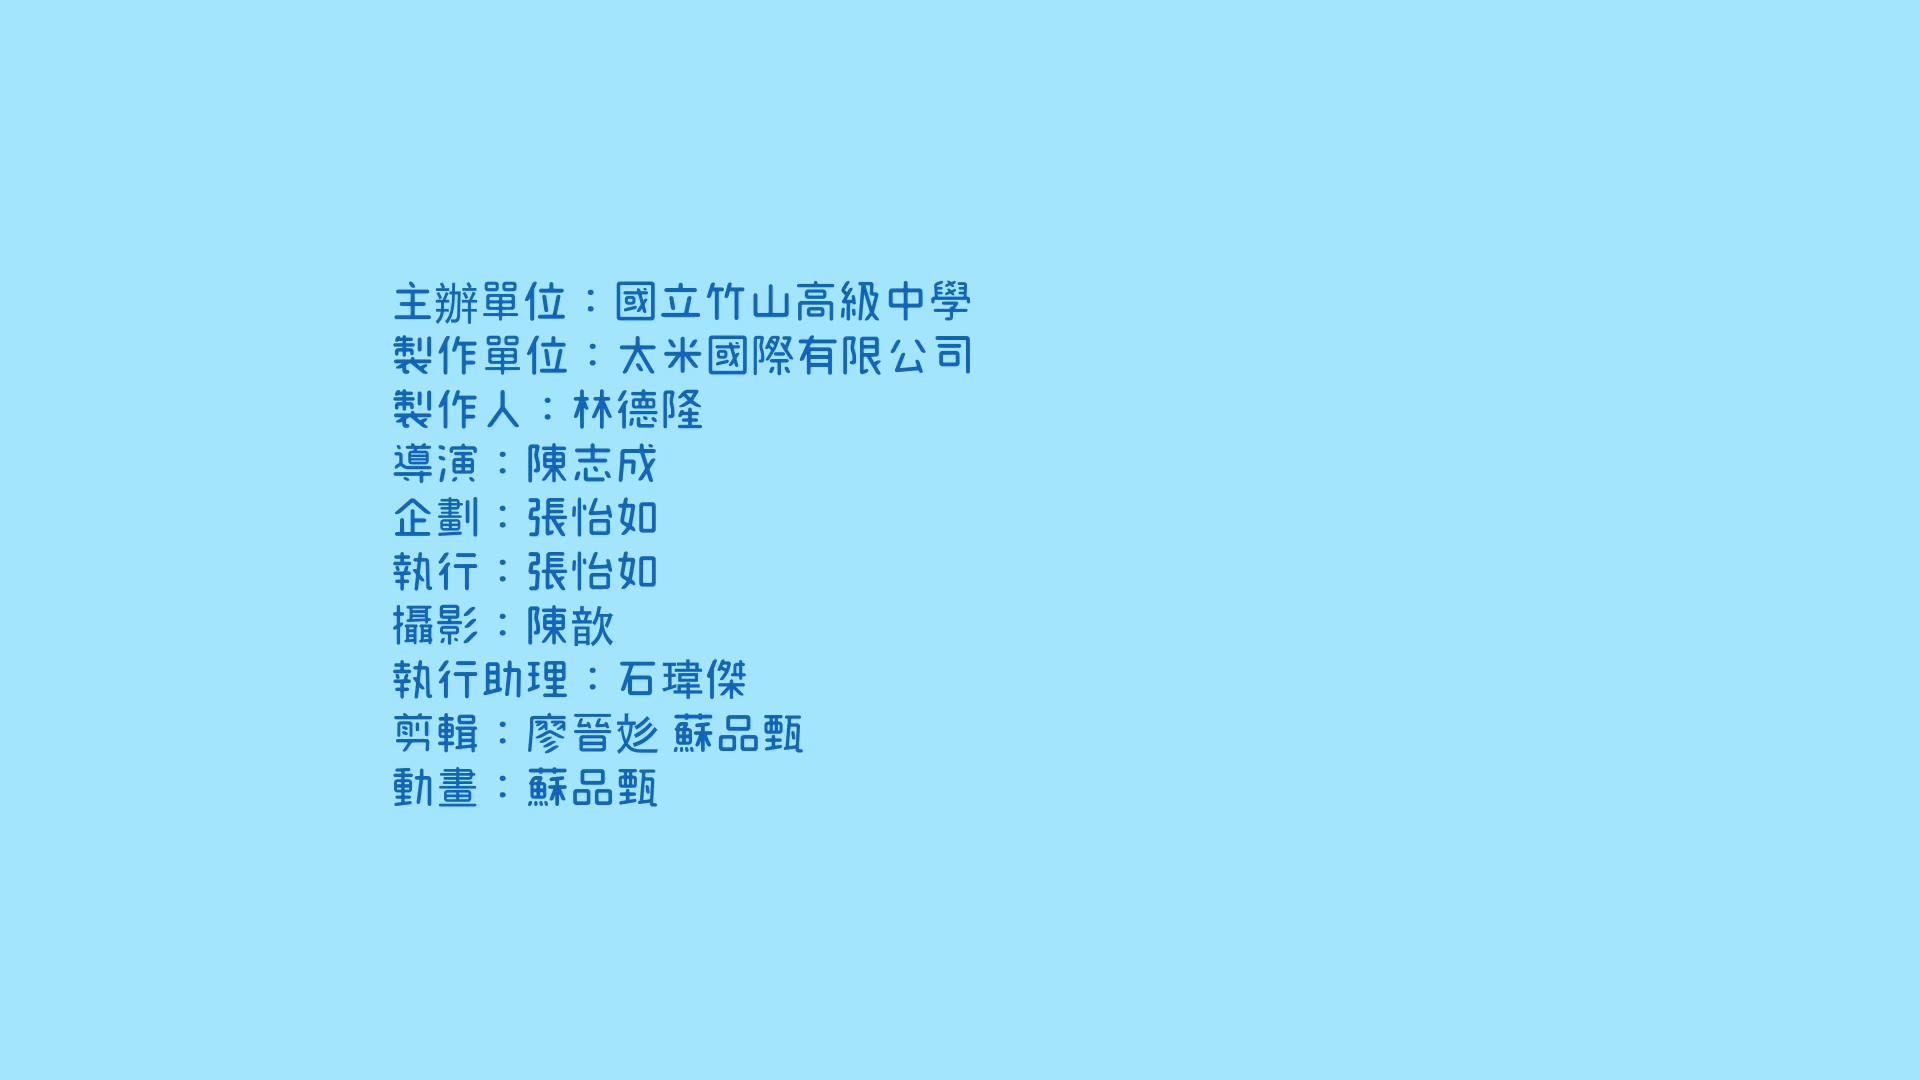 主辦單位：國立竹山高級中學
製作單位：太米國際有限公司
製作人：林德隆
導演：陳志成
企劃：張怡如
執行：張怡如
攝影：陳歆
執行助理：石瑋傑
剪輯：廖晉彣 蘇品甄
動畫：蘇品甄